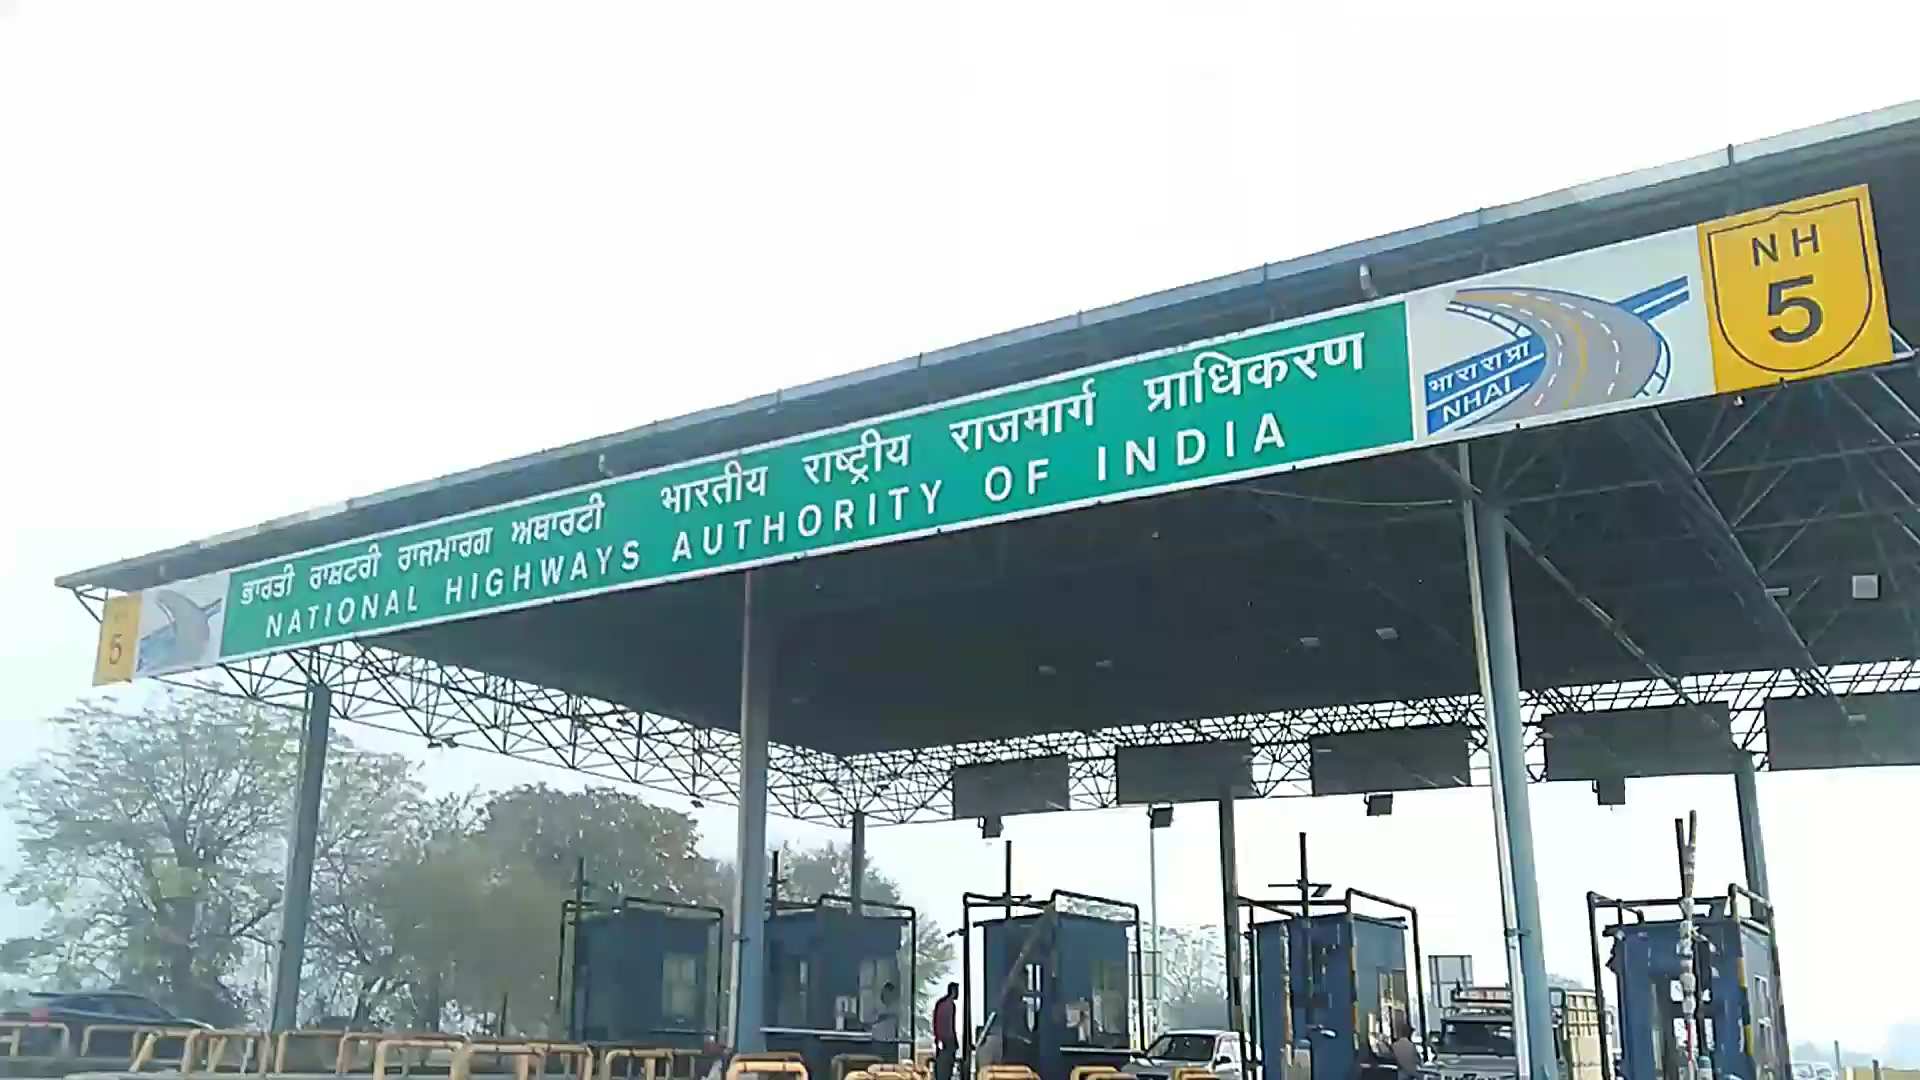 ਭਾਰਤੀ ਰਾਸ਼ਟਰੀ ਰਾਜਮਾਰਗ ਅਥਾਰਟੀ भारतीय राष्ट्रीय राजमार्ग प्राधिकरण
NATIONAL HIGHWAYS AUTHORITY OF INDIA
भा रा रा प्रा
NHAI
NH
5
5